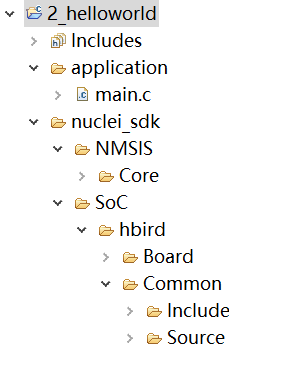 2_helloworld
Includes
application
main.c
nuclei_sdk
NMSIS
Core
SoC
hbird
Board
Common
Include
Source